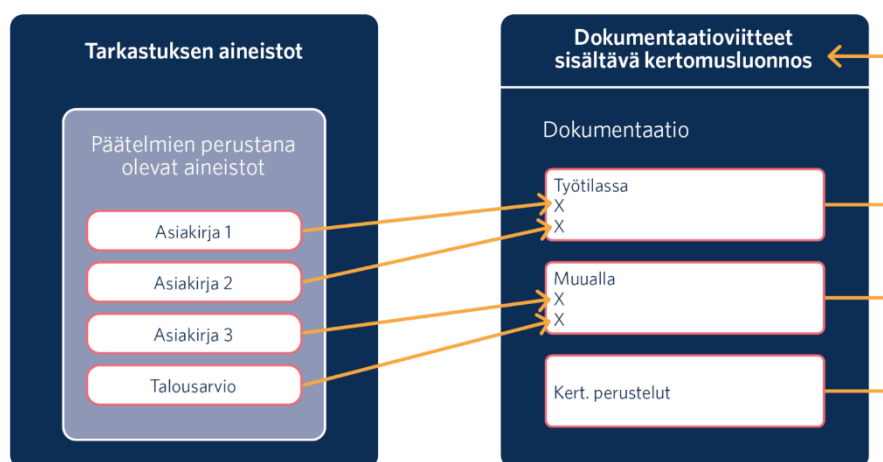 Tarkastuksen aineistot
Päätelmien perustana
olevat aineistot
Asiakirja 1
Asiakirja 2
Asiakirja 3
Talousarvio
Dokumentaatioviitteet
sisältävä kertomusluonnos
Dokumentaatio
Työtilassa
X
X
Muualla
X
X
Kert. perustelut